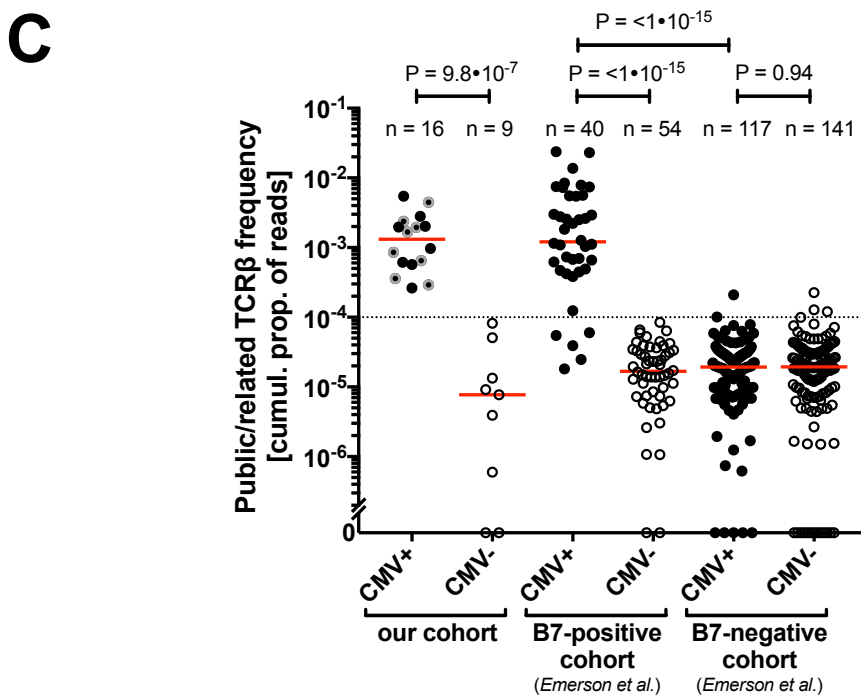 C
P = <1•10-15
P = 9.8•10-7 P = <1•10-15 P = 0.94
n = 16 n = 9 n = 40 n = 54 n = 117 n = 141
Public/related TCRβ frequency
[cumul. prop. of reads]
10-1
10-2
10-3
10-4
10-5
10-6
0
CMV+ CMV- CMV+ CMV- CMV+ CMV-
our cohort B7-positive B7-negative
cohort cohort
(Emerson et al.) (Emerson et al.)